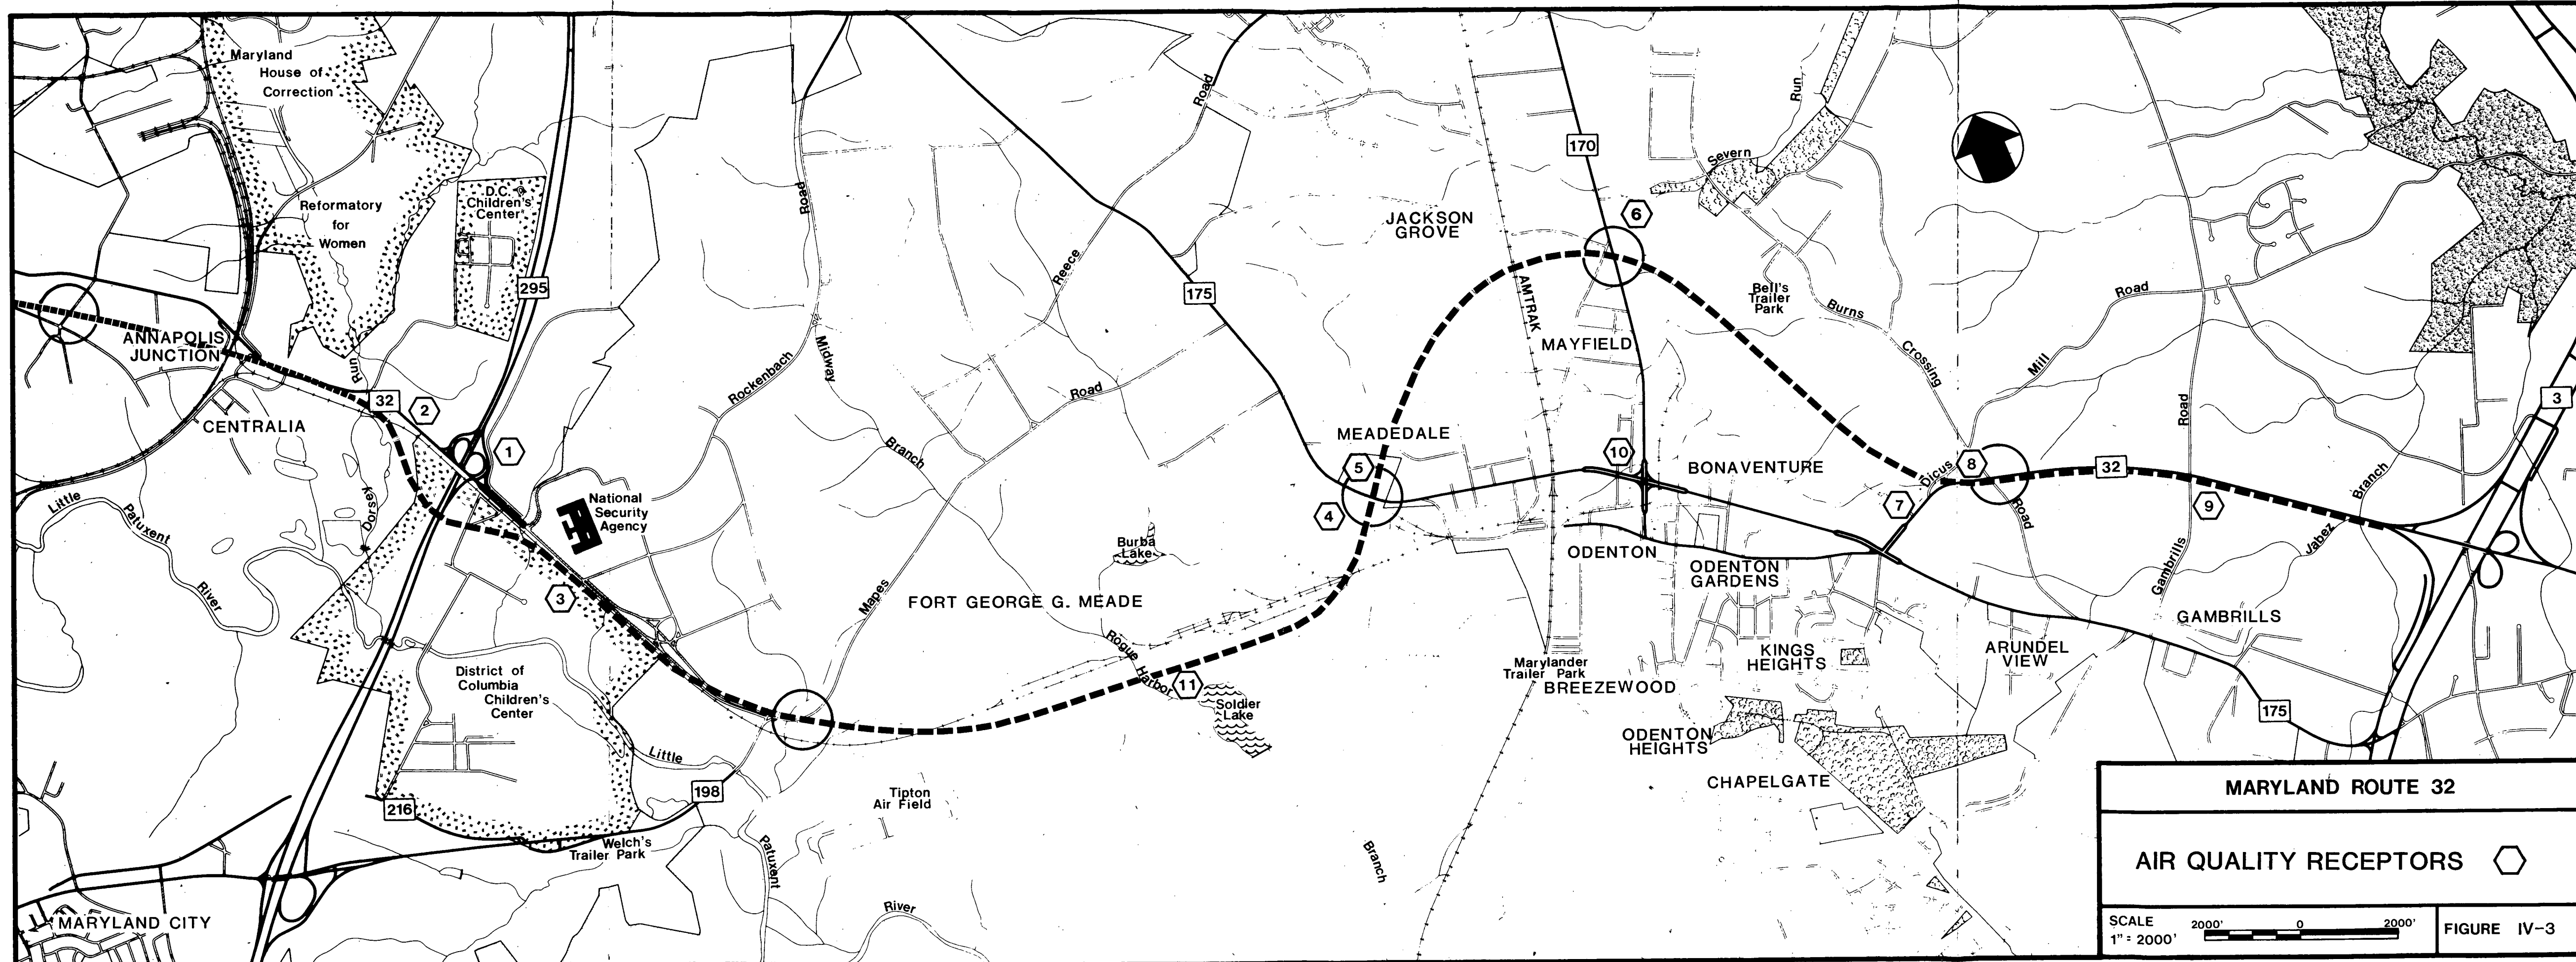 Maryland
House of
Correction
Reformatory
for
Women
D.C.
Children's
Center
295
ANNAPOLIS
JUNCTION
Run
32
2
1
CENTRALIA
Little
Patuxent
River
Dorsey
National
Security
Agency
3
District of
Columbia
Children's
Center
Little
216
198
Welch's
Trailer Park
MARYLAND CITY
Patuxent
River
Tipton
Air Field
Road
Rockenbach
Midway
Branch
Road
Reece
Road
175
Mapes
FORT GEORGE G. MEADE
Burba
Lake
Rogue
Harbor
11
Soldier
Lake
Branch
JACKSON
GROVE
AMTRAK
170
6
MAYFIELD
MEADEDALE
5
4
10
BONAVENTURE
ODENTON
ODENTON
GARDENS
Marylander
Trailer Park
BREEZEWOOD
KINGS
HEIGHTS
ODENTON
HEIGHTS
CHAPELGATE
ARUNDEL
VIEW
Severn
Run
Bell's
Trailer
Park
Burns
Crossing
Road
Dicus
Mill
Road
7
8
32
9
Gambrills
Road
GAMBRILLS
Jabez
Branch
3
175
MARYLAND ROUTE 32
AIR QUALITY RECEPTORS
SCALE
1" = 2000'
2000' 0 2000'
FIGURE IV-3